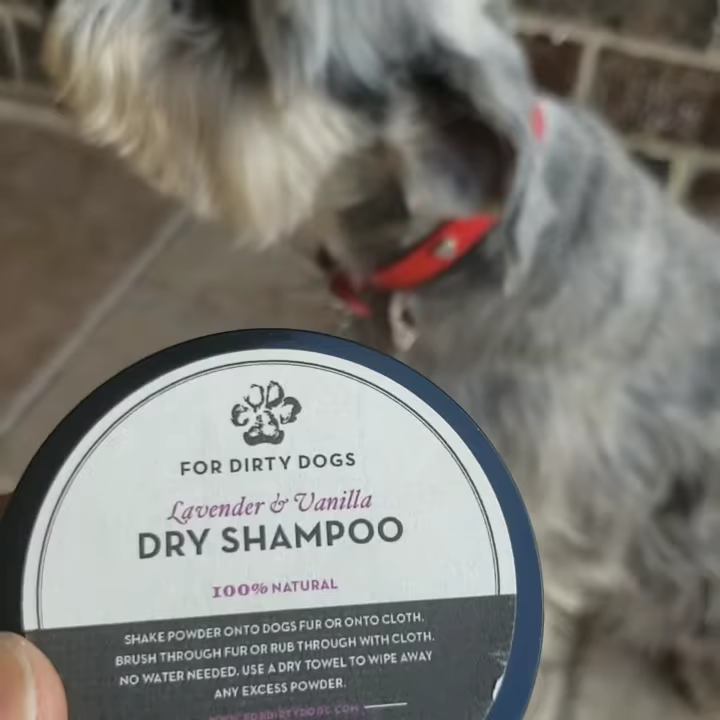 FOR DIRTY DOGS
Lavender & Vanilla
DRY SHAMPOO
100% NATURAL
SHAKE POWDER ONTO DOGS FUR OR ONTO CLOTH.
BRUSH THROUGH FUR OR RUB THROUGH WITH CLOTH.
NO WATER NEEDED. USE A DRY TOWEL TO WIPE AWAY
ANY EXCESS POWDER.